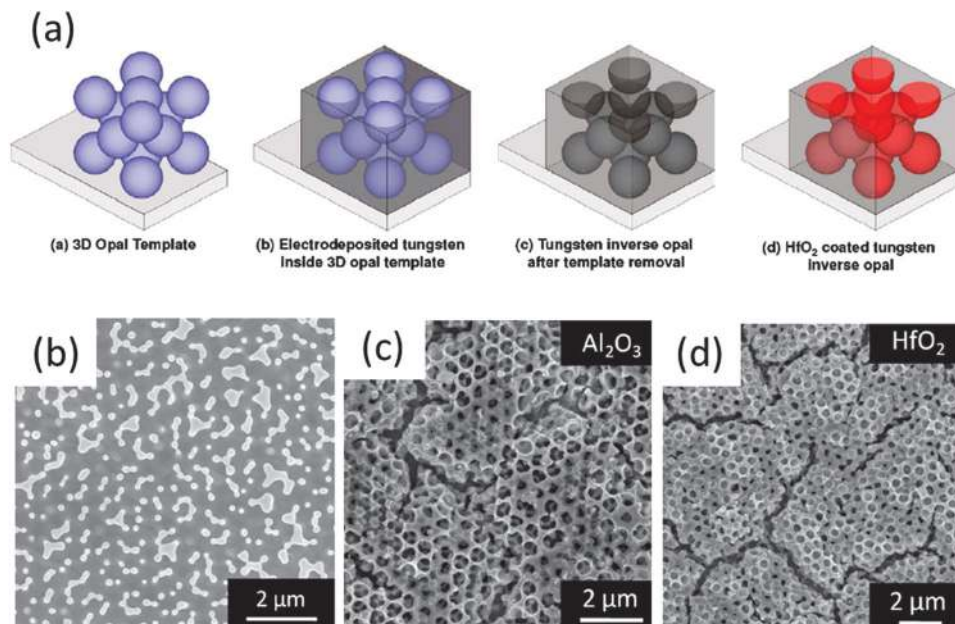 (a)
(a) 3D Opal Template
(b) Electrodeposited tungsten
inside 3D opal template
(c) Tungsten inverse opal
after template removal
(d) HfO₂ coated tungsten
inverse opal
(b)
2 μm
(c)
Al₂O₃
2 μm
(d)
HfO₂
2 μm